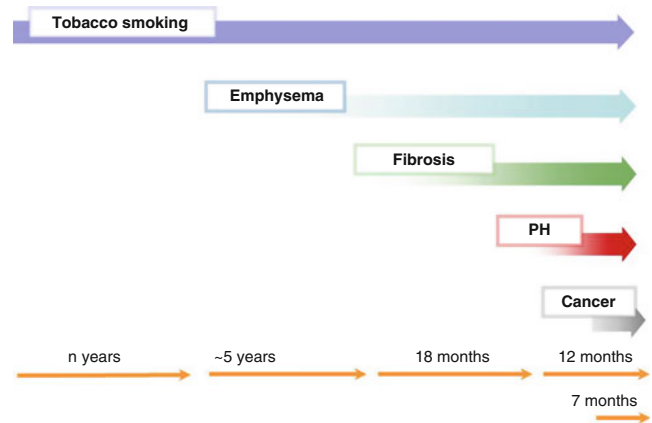 Tobacco smoking
Emphysema
Fibrosis
PH
Cancer
n years ~5 years 18 months 12 months
7 months